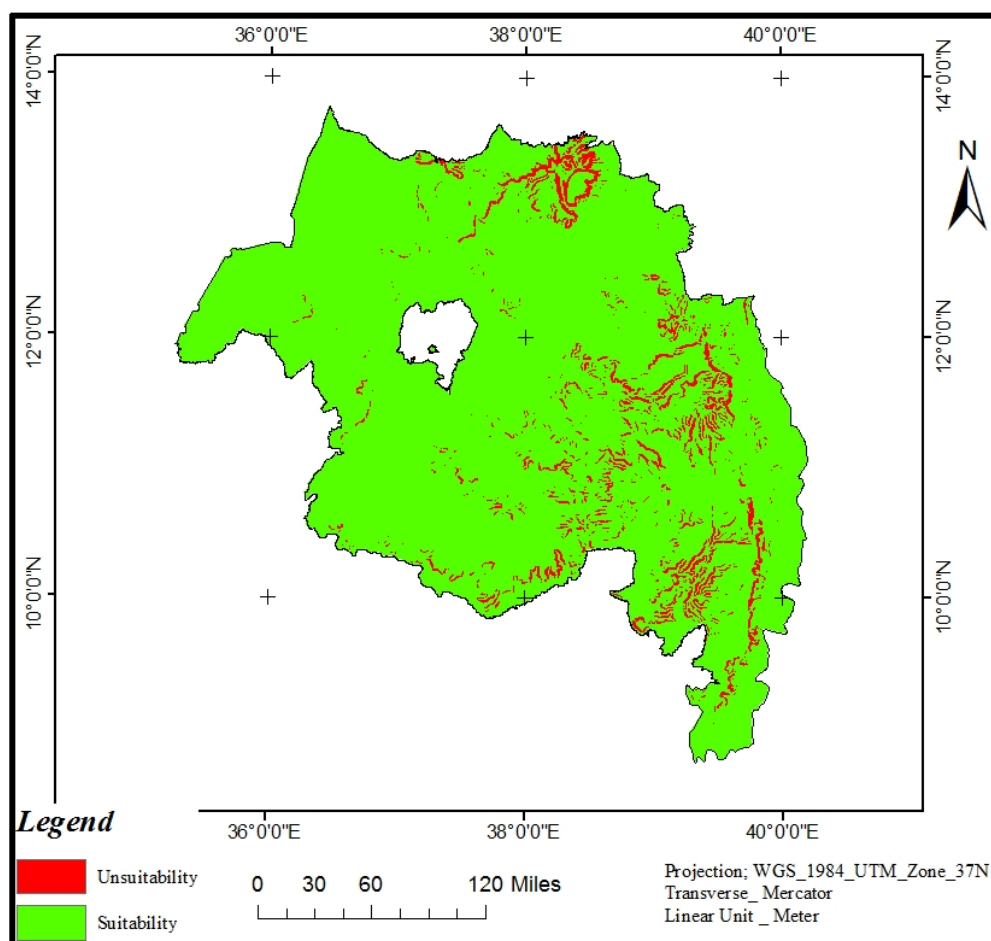 36°0'0"E 38°0'0"E 40°0'0"E
14°0'0"N 14°0'0"N
N
12°0'0"N 12°0'0"N
10°0'0"N 10°0'0"N
Legend
36°0'0"E 38°0'0"E 40°0'0"E
Unsuitability
Suitability
0 30 60 120 Miles
Projection; WGS_1984_UTM_Zone_37N
Transverse_ Mercator
Linear Unit _ Meter